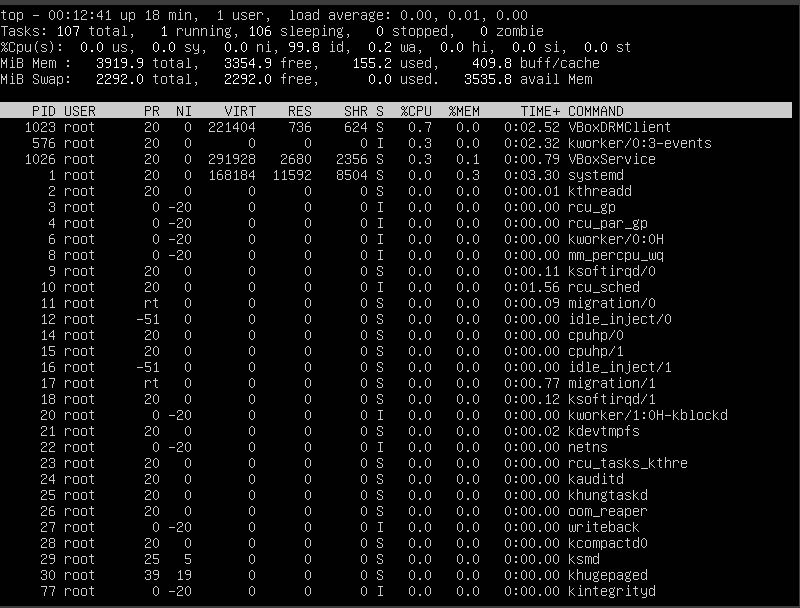 top - 00:12:41 up 18 min,  1 user,  load average: 0.00, 0.01, 0.00
Tasks: 107 total,   1 running, 106 sleeping,   0 stopped,   0 zombie
%Cpu(s):  0.0 us,  0.0 sy,  0.0 ni, 99.8 id,  0.2 wa,  0.0 hi,  0.0 si,  0.0 st
MiB Mem :   3919.9 total,   3354.9 free,    155.2 used,    409.8 buff/cache
MiB Swap:   2292.0 total,   2292.0 free,      0.0 used.   3535.8 avail Mem
PID USER      PR  NI    VIRT    RES    SHR S  %CPU  %MEM     TIME+ COMMAND
1023 root      20   0  221404    736    624 S   0.7   0.0   0:02.52 VBoxDRMClient
576 root      20   0       0      0      0 I   0.3   0.0   0:02.32 kworker/0:3-events
1026 root      20   0  291928   2680   2356 S   0.3   0.1   0:00.79 VBoxService
1 root      20   0  168184  11592   8504 S   0.0   0.3   0:03.30 systemd
2 root      20   0       0      0      0 S   0.0   0.0   0:00.01 kthreadd
3 root       0 -20       0      0      0 I   0.0   0.0   0:00.00 rcu_gp
4 root       0 -20       0      0      0 I   0.0   0.0   0:00.00 rcu_par_gp
6 root       0 -20       0      0      0 I   0.0   0.0   0:00.00 kworker/0:0H
8 root       0 -20       0      0      0 I   0.0   0.0   0:00.00 mm_percpu_wq
9 root      20   0       0      0      0 S   0.0   0.0   0:00.11 ksoftirqd/0
10 root      20   0       0      0      0 I   0.0   0.0   0:01.56 rcu_sched
11 root      rt   0       0      0      0 S   0.0   0.0   0:00.09 migration/0
12 root     -51   0       0      0      0 S   0.0   0.0   0:00.00 idle_inject/0
14 root      20   0       0      0      0 S   0.0   0.0   0:00.00 cpuhp/0
15 root      20   0       0      0      0 S   0.0   0.0   0:00.00 cpuhp/1
16 root     -51   0       0      0      0 S   0.0   0.0   0:00.00 idle_inject/1
17 root      rt   0       0      0      0 S   0.0   0.0   0:00.77 migration/1
18 root      20   0       0      0      0 S   0.0   0.0   0:00.12 ksoftirqd/1
20 root       0 -20       0      0      0 I   0.0   0.0   0:00.00 kworker/1:0H-kblockd
21 root      20   0       0      0      0 S   0.0   0.0   0:00.02 kdevtmpfs
22 root       0 -20       0      0      0 I   0.0   0.0   0:00.00 netns
23 root      20   0       0      0      0 S   0.0   0.0   0:00.00 rcu_tasks_kthre
24 root      20   0       0      0      0 S   0.0   0.0   0:00.00 kauditd
25 root      20   0       0      0      0 S   0.0   0.0   0:00.00 khungtaskd
26 root      20   0       0      0      0 S   0.0   0.0   0:00.00 oom_reaper
27 root       0 -20       0      0      0 I   0.0   0.0   0:00.00 writeback
28 root      20   0       0      0      0 S   0.0   0.0   0:00.00 kcompactd0
29 root      25   5       0      0      0 S   0.0   0.0   0:00.00 ksmd
30 root      39  19       0      0      0 S   0.0   0.0   0:00.00 khugepaged
77 root       0 -20       0      0      0 I   0.0   0.0   0:00.00 kintegrityd